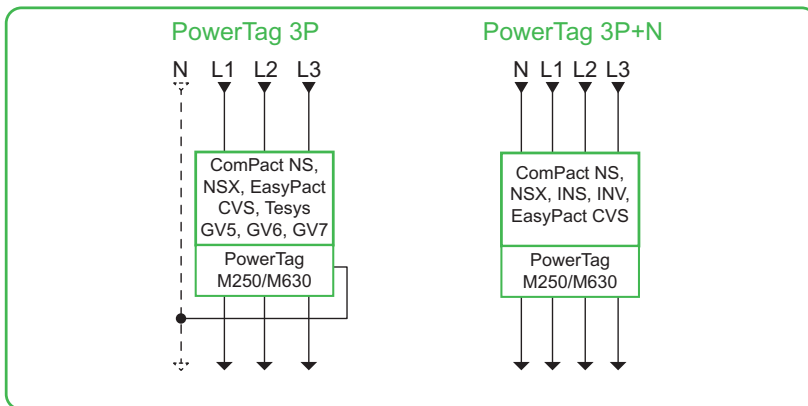 PowerTag 3P
N L1 L2 L3
ComPact NS,
NSX, EasyPact
CVS, Tesys
GV5, GV6, GV7
PowerTag
M250/M630
PowerTag 3P+N
N L1 L2 L3
ComPact NS,
NSX, INS, INV,
EasyPact CVS
PowerTag
M250/M630